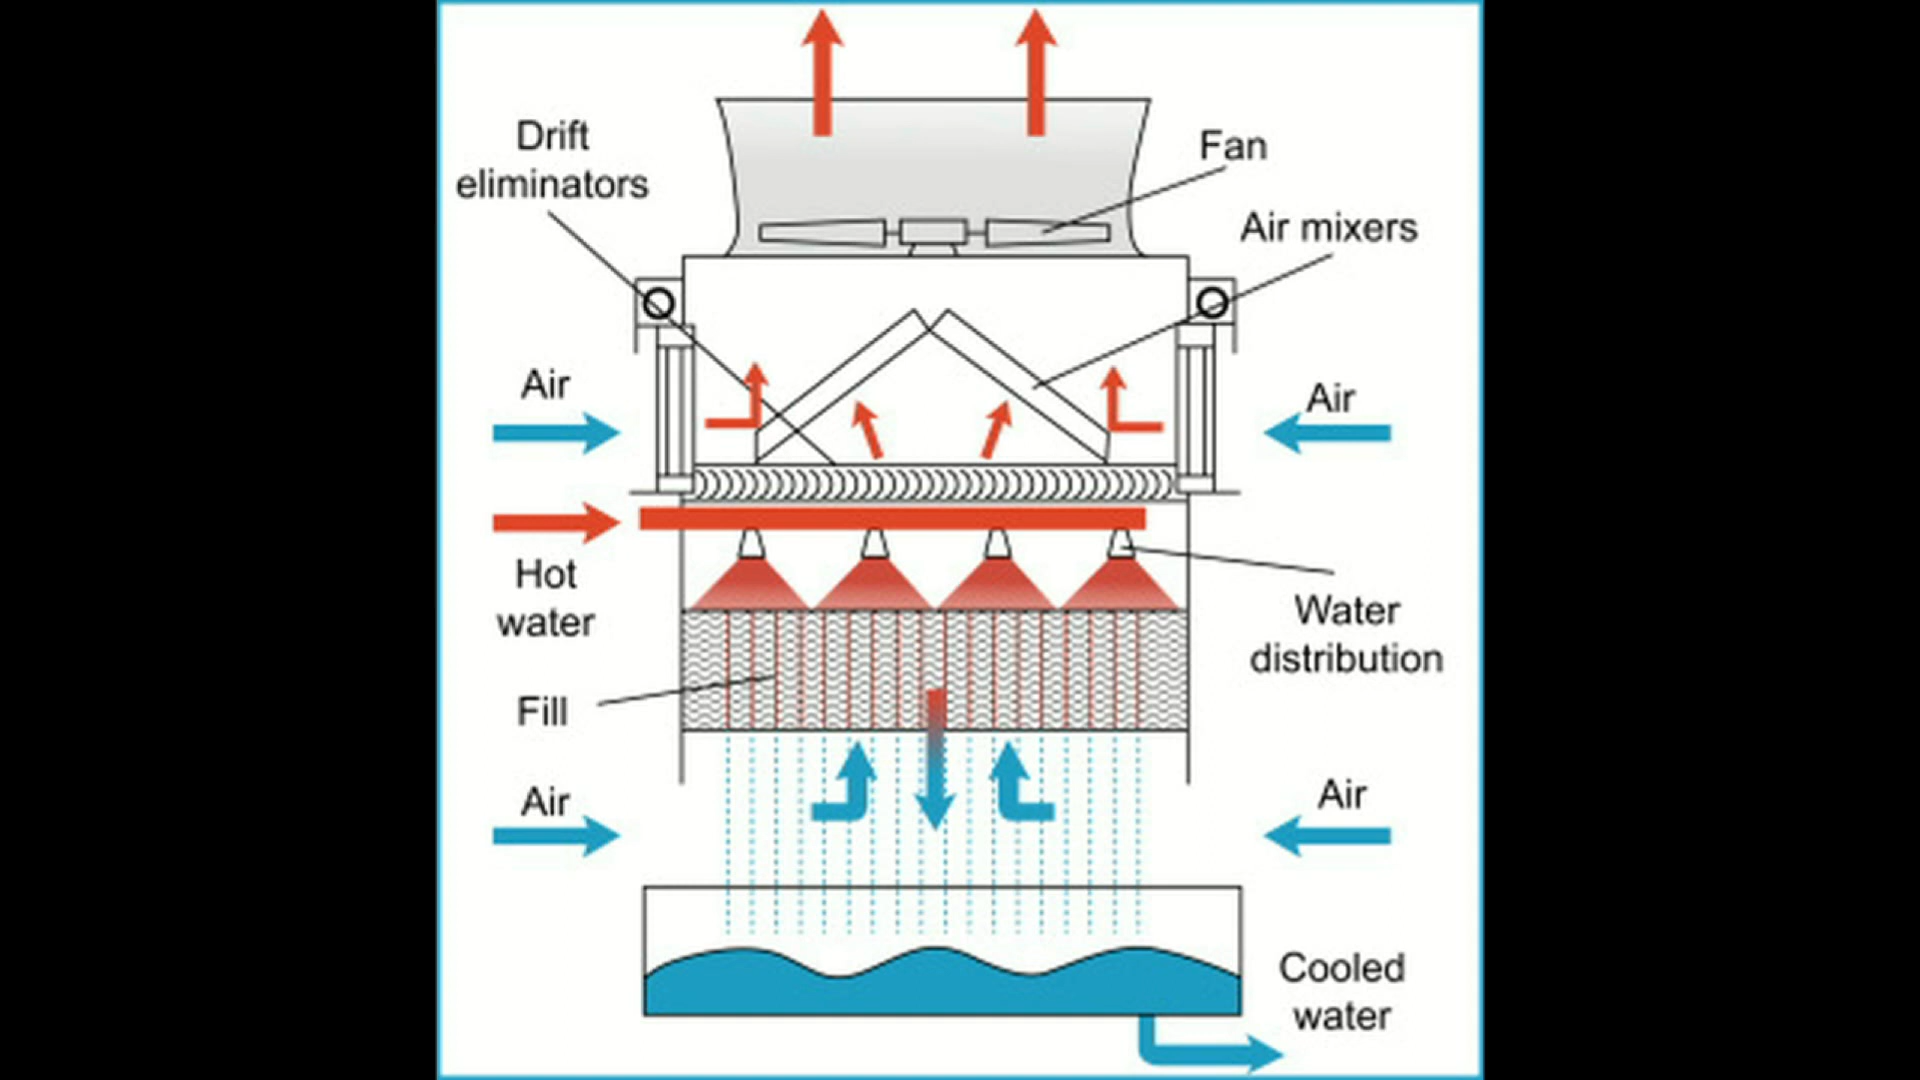 Drift
eliminators
Fan
Air mixers
Air
Air
Hot
water
Water
distribution
Fill
Air
Air
Cooled
water